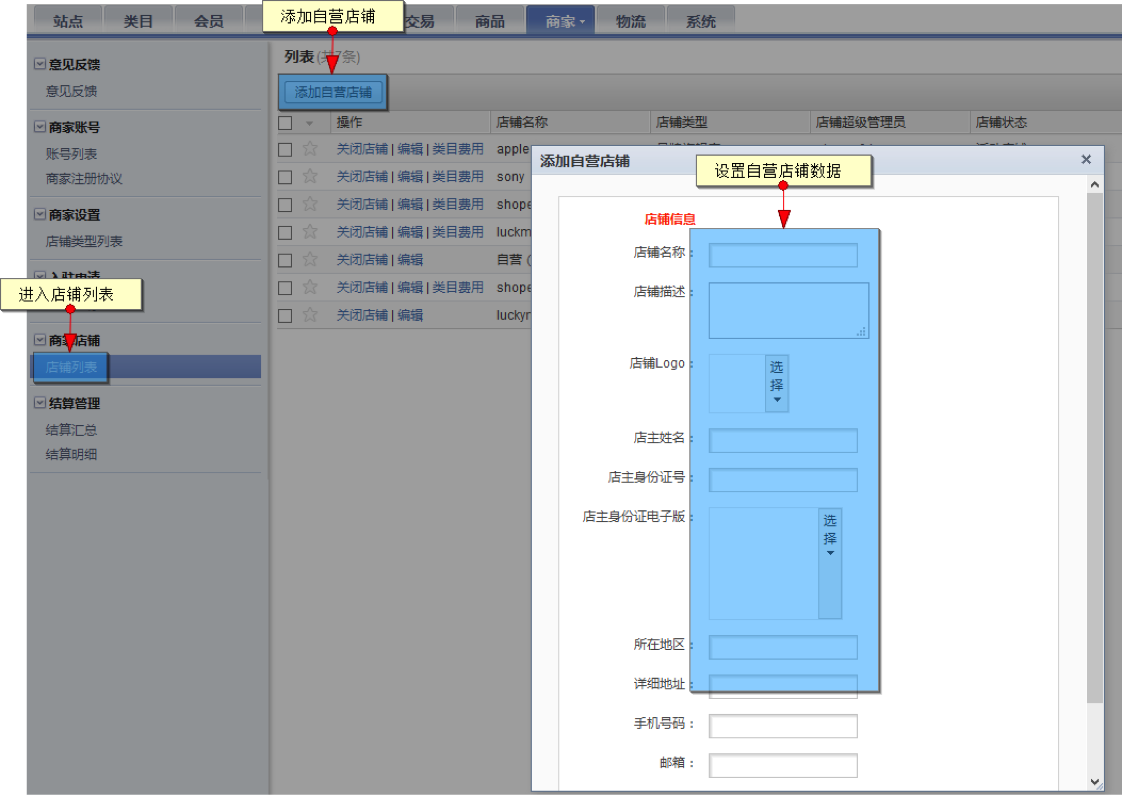 站点 类目 会员 交易 商品 商家 物流 系统
添加自营店铺
意见反馈
意见反馈
商家账号
账号列表
商家注册协议
商家设置
店铺类型列表
入驻申请
进入店铺列表
商家店铺
店铺列表
结算管理
结算汇总
结算明细
列表(共7条)
添加自营店铺
操作 店铺名称 店铺类型 店铺超级管理员 店铺状态
关闭店铺 | 编辑 | 类目费用 apple
关闭店铺 | 编辑 | 类目费用 sony
关闭店铺 | 编辑 | 类目费用 shope
关闭店铺 | 编辑 | 类目费用 luckm
关闭店铺 | 编辑 自营 (
关闭店铺 | 编辑 | 类目费用 shope
关闭店铺 | 编辑 luckyr
添加自营店铺 ×
设置自营店铺数据
店铺信息
店铺名称：
店铺描述：
店铺Logo：
选择
店主姓名：
店主身份证号：
店主身份证电子版：
选择
所在地区：
详细地址：
手机号码：
邮箱：